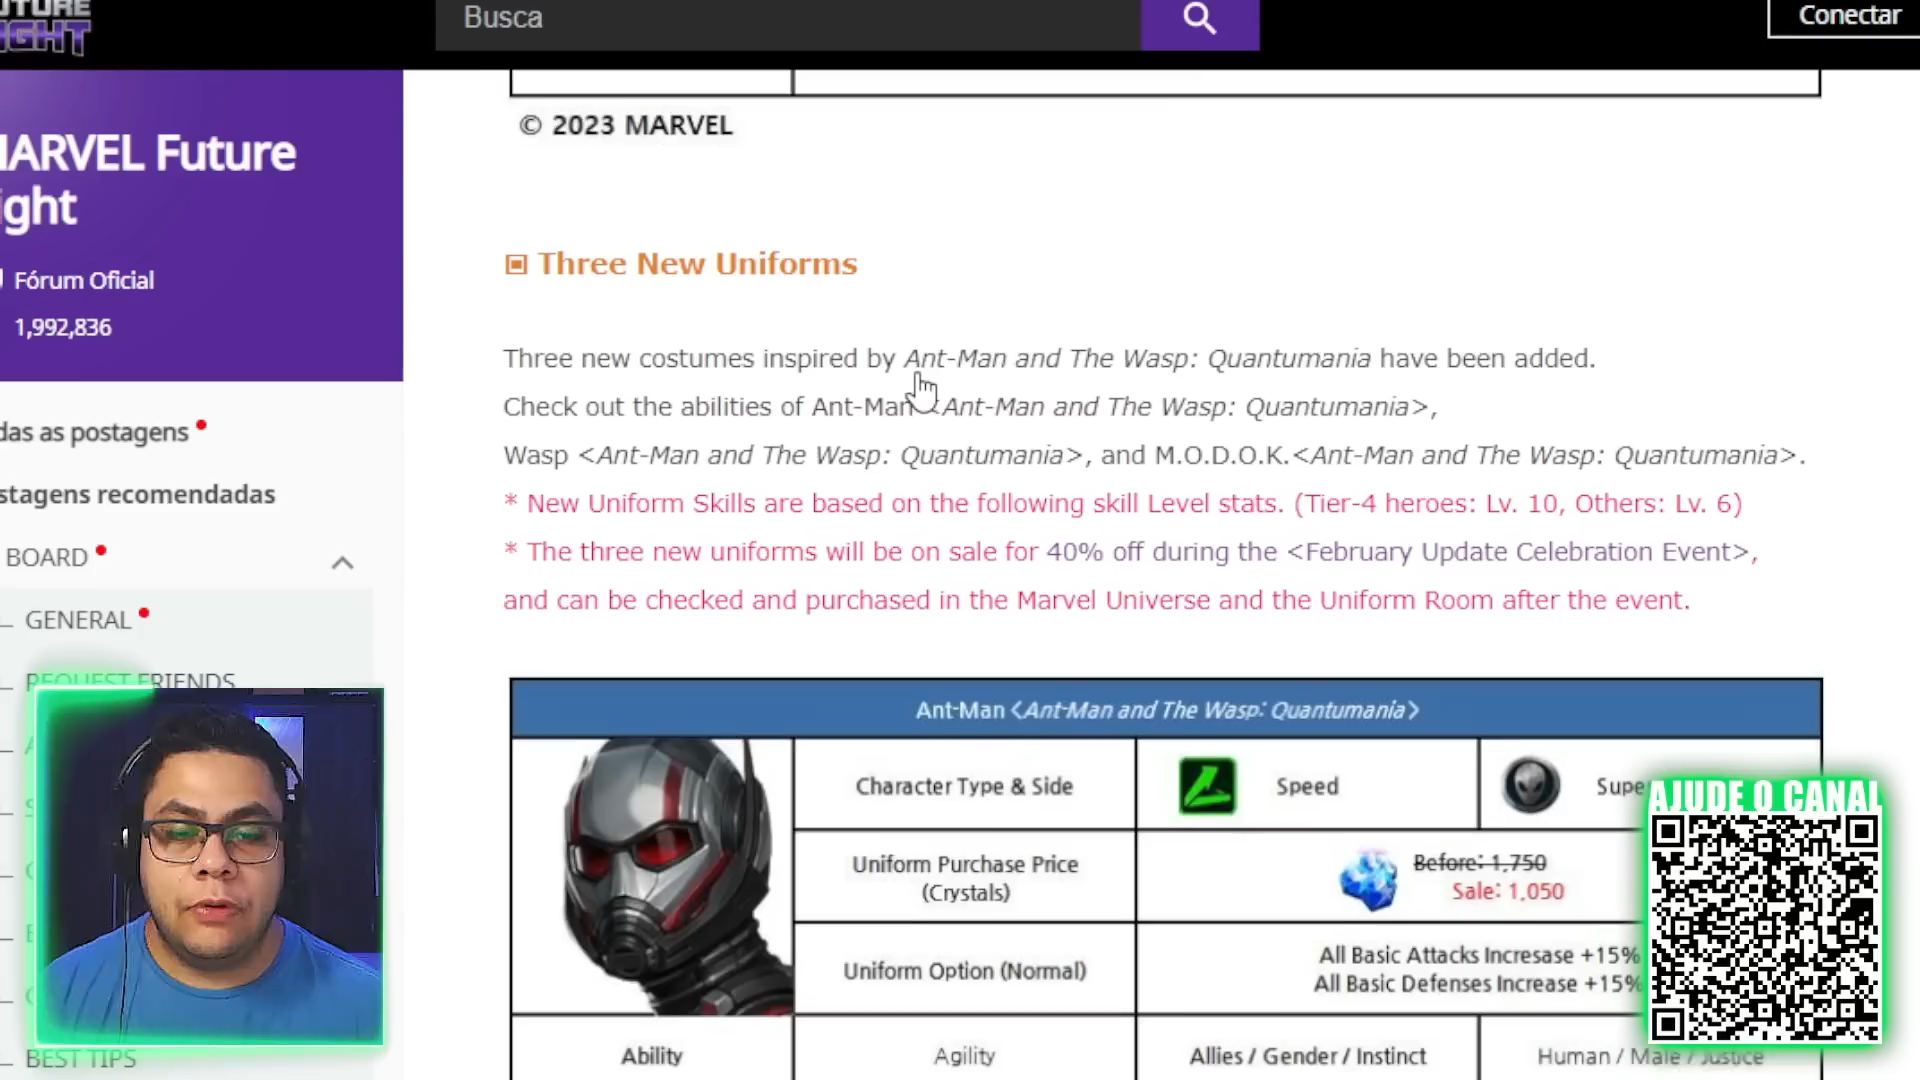 Busca
Conectar
© 2023 MARVEL
MARVEL Future
Three New Uniforms
Fórum Oficial
1,992,836
Three new costumes inspired by Ant-Man and The Wasp: Quantumania have been added.
Check out the abilities of Ant-Man <Ant-Man and The Wasp: Quantumania>,
Wasp <Ant-Man and The Wasp: Quantumania>, and M.O.D.O.K.<Ant-Man and The Wasp: Quantumania>.
* New Uniform Skills are based on the following skill Level stats. (Tier-4 heroes: Lv. 10, Others: Lv. 6)
* The three new uniforms will be on sale for 40% off during the <February Update Celebration Event>,
and can be checked and purchased in the Marvel Universe and the Uniform Room after the event.
as postagens
recomendadas
BOARD
GENERAL
REQUEST FRIENDS
BEST TIPS
Ant-Man <Ant-Man and The Wasp: Quantumania>
Character Type & Side
Speed
Uniform Purchase Price
(Crystals)
Before: 1,750
Sale: 1,050
Uniform Option (Normal)
All Basic Attacks Incresase +15%
All Basic Defenses Increase +15%
Ability
Agility
Allies / Gender / Instinct
Human / Male / Justice
AJUDE O CANAL